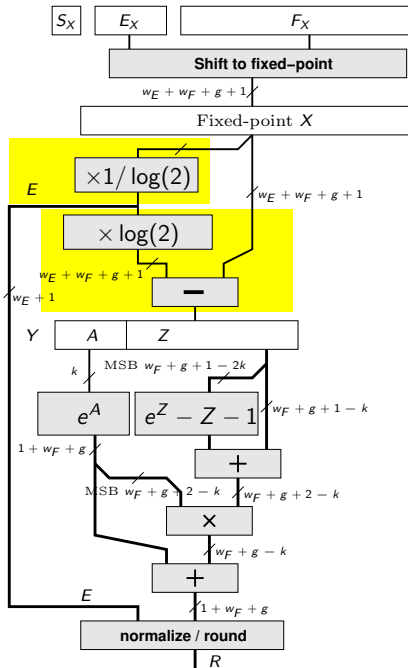 S_X E_X F_X
Shift to fixed–point
w_E + w_F + g + 1
Fixed-point X
×1/ log(2)
E
w_E + w_F + g + 1
× log(2)
w_E + w_F + g + 1
w_E + 1
−
Y A Z
MSB w_F + g + 1 − 2k
k
e^A e^Z − Z − 1
w_F + g + 1 − k
1 + w_F + g
+
MSB w_F + g + 2 − k
w_F + g + 2 − k
×
w_F + g − k
+
E
1 + w_F + g
normalize / round
R